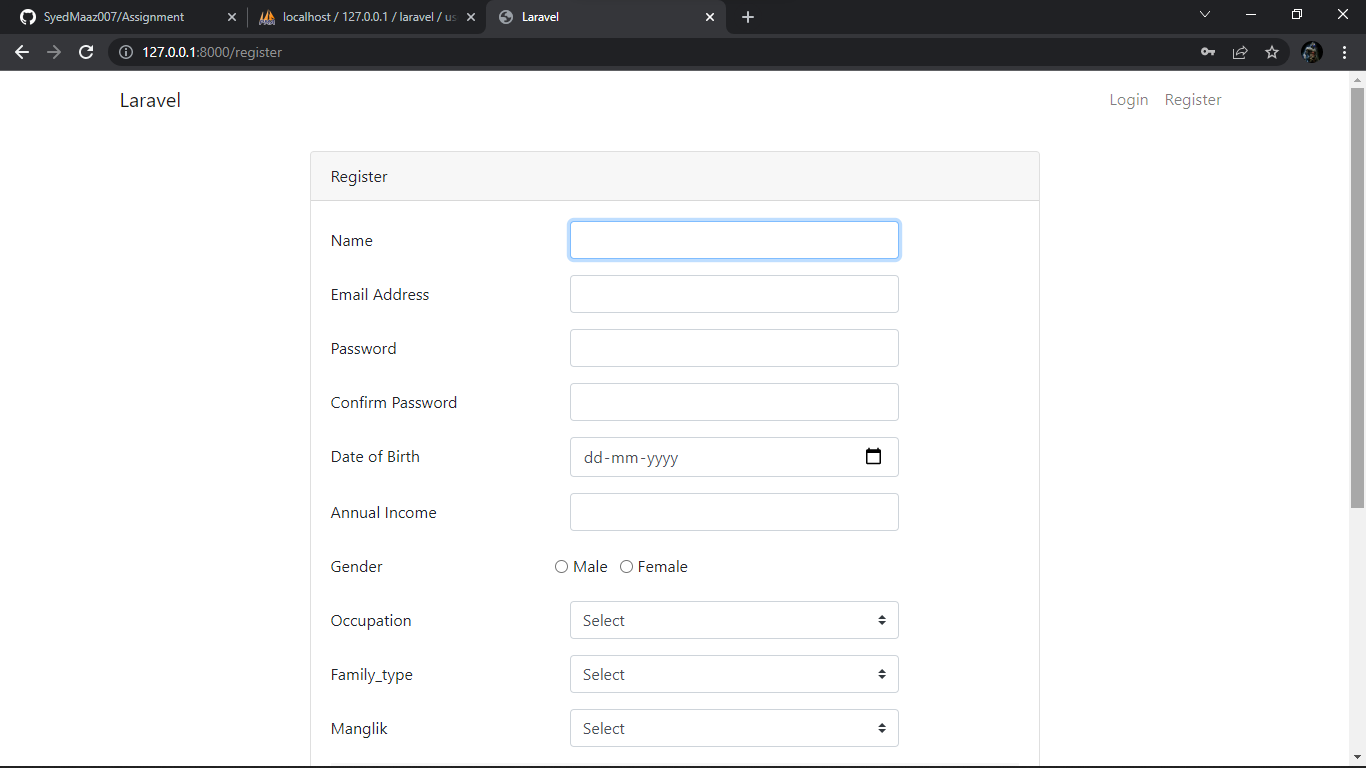 SyedMaaz007/Assignment
localhost / 127.0.0.1 / laravel / us
Laravel
127.0.0.1:8000/register
Laravel
Login Register
Register
Name
Email Address
Password
Confirm Password
Date of Birth dd-mm-yyyy
Annual Income
Gender Male Female
Occupation Select
Family_type Select
Manglik Select